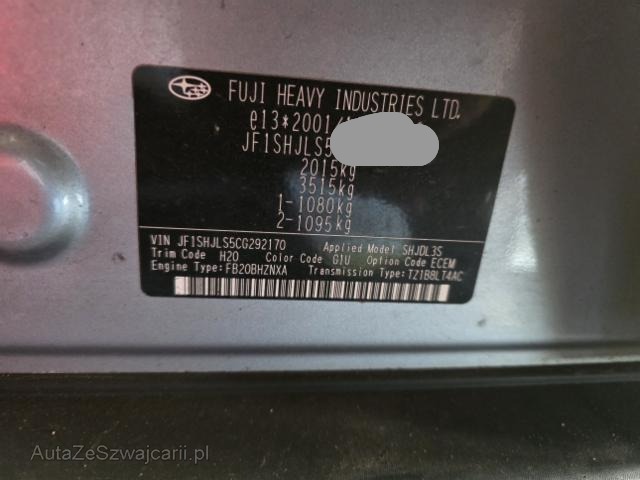 FUJI HEAVY INDUSTRIES LTD.
e13*2001/
JF1SHJLS5
2015kg
3515kg
1-1080kg
2-1095kg
VIN JF1SHJLS5CG292170 Applied Model SHJDL3S
Trim Code H20 Color Code G1U Option Code ECEM
Engine Type:FB20BHZNXA Transmission Type:TZ1B8LT4AC
AutaZeSzwajcarii.pl